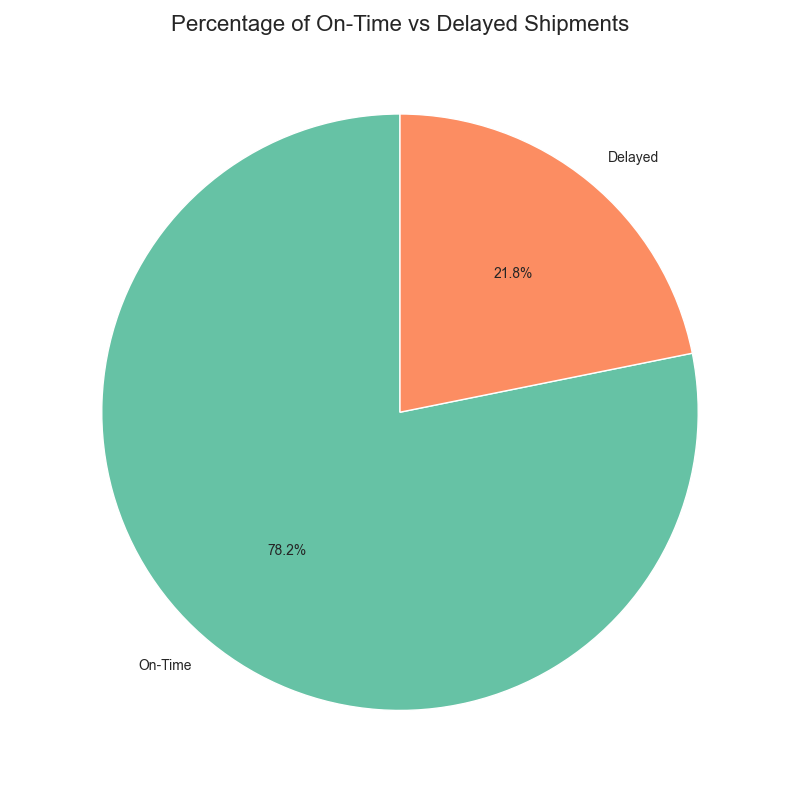 Percentage of On-Time vs Delayed Shipments
Delayed
21.8%
78.2%
On-Time